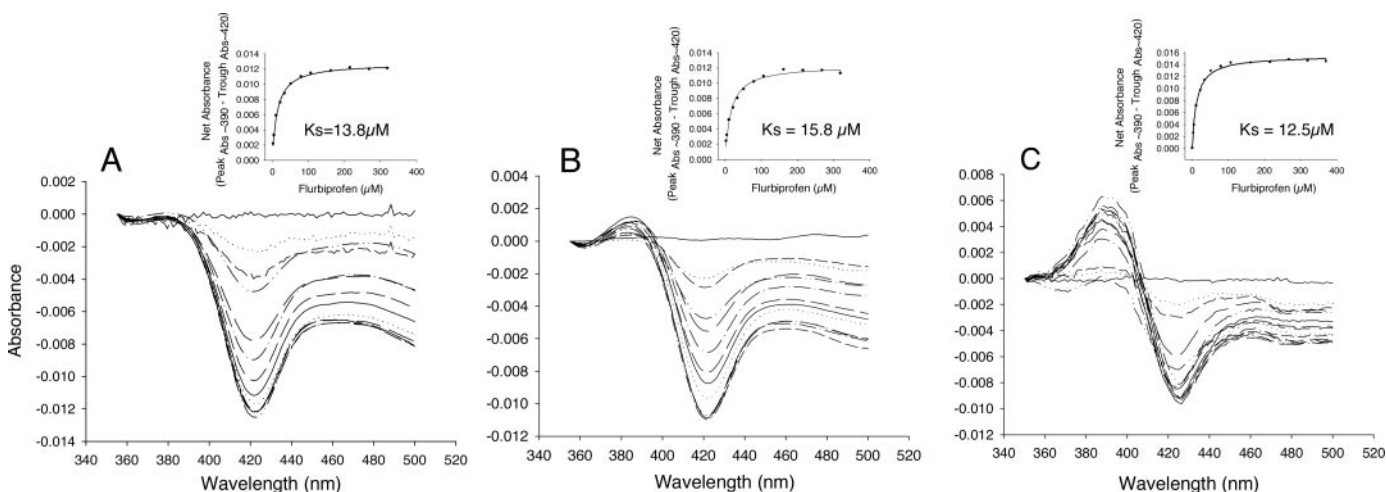 Net Absorbance
(Peak Abs ~390 - Trough Abs~420)
0.014
0.012
0.010
0.008
0.006
0.004
0.002
0.000
Ks=13.8μM
0 100 200 300 400
Flurbiprofen (μM)
A
Absorbance
0.002
0.000
-0.002
-0.004
-0.006
-0.008
-0.010
-0.012
-0.014
340 360 380 400 420 440 460 480 500 520
Wavelength (nm)
Net Absorbance
(Peak Abs ~390 - Trough Abs~420)
0.014
0.012
0.010
0.008
0.006
0.004
0.002
0.000
Ks = 15.8 μM
0 100 200 300 400
Flurbiprofen (μM)
B
0.004
0.002
0.000
-0.002
-0.004
-0.006
-0.008
-0.010
-0.012
340 360 380 400 420 440 460 480 500 520
Wavelength (nm)
Net Absorbance
(Peak Abs ~390 - Trough Abs~420)
0.016
0.014
0.012
0.010
0.008
0.006
0.004
0.002
0.000
Ks = 12.5μM
0 100 200 300 400
Flurbiprofen (μM)
C
0.008
0.006
0.004
0.002
0.000
-0.002
-0.004
-0.006
-0.008
-0.010
-0.012
340 360 380 400 420 440 460 480 500 520
Wavelength (nm)